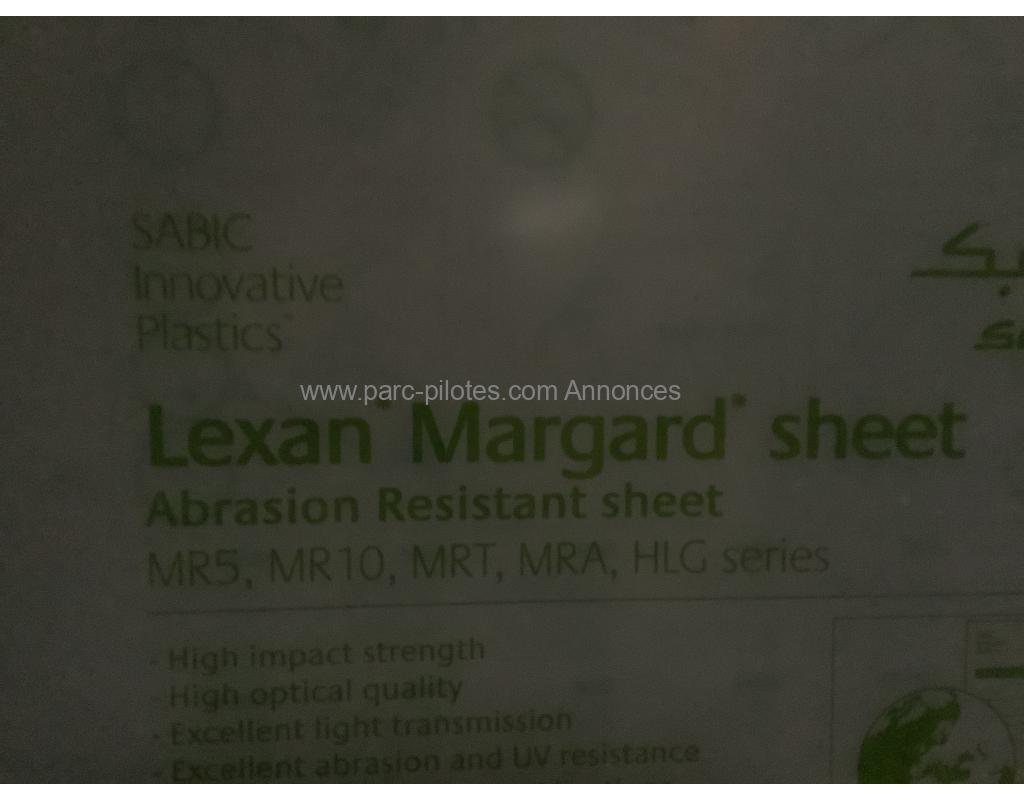 SABIC
Innovative
Plastics*
سابك
www.parc-pilotes.com Annonces
Lexan* Margard* sheet
Abrasion Resistant sheet
MR5, MR10, MRT, MRA, HLG series
- High impact strength
- High optical quality
- Excellent light transmission
- Excellent abrasion and UV resistance